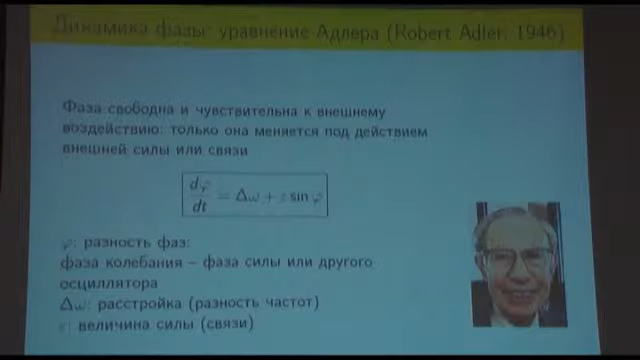 Динамика фазы: уравнение Адлера (Robert Adler, 1946)
Фаза свободна и чувствительна к внешнему
воздействию: только она меняется под действием
внешней силы или связи
dφ/dt = Δω + ε sin φ
φ: разность фаз:
фаза колебания – фаза силы или другого
осциллятора
Δω: расстройка (разность частот)
ε: величина силы (связи)